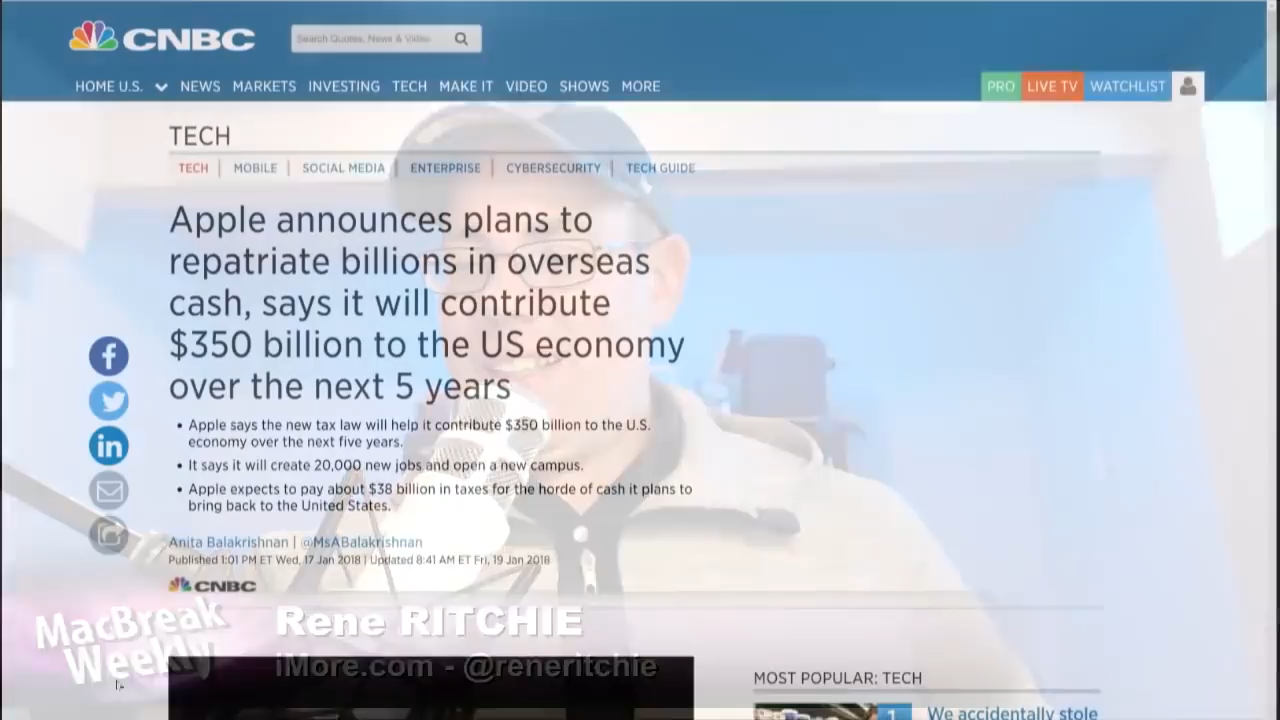 CNBC
Search Quotes, News & Video
HOME U.S. NEWS MARKETS INVESTING TECH MAKE IT VIDEO SHOWS MORE
PRO LIVE TV WATCHLIST
TECH
TECH | MOBILE | SOCIAL MEDIA | ENTERPRISE | CYBERSECURITY | TECH GUIDE
Apple announces plans to
repatriate billions in overseas
cash, says it will contribute
$350 billion to the US economy
over the next 5 years
• Apple says the new tax law will help it contribute $350 billion to the U.S.
economy over the next five years.
• It says it will create 20,000 new jobs and open a new campus.
• Apple expects to pay about $38 billion in taxes for the horde of cash it plans to
bring back to the United States.
Anita Balakrishnan | @MsABalakrishnan
Published 1:01 PM ET Wed, 17 Jan 2018 | Updated 8:41 AM ET Fri, 19 Jan 2018
CNBC
MacBreak
Weekly
Rene RITCHIE
iMore.com - @reneritchie
MOST POPULAR: TECH
1 We accidentally stole